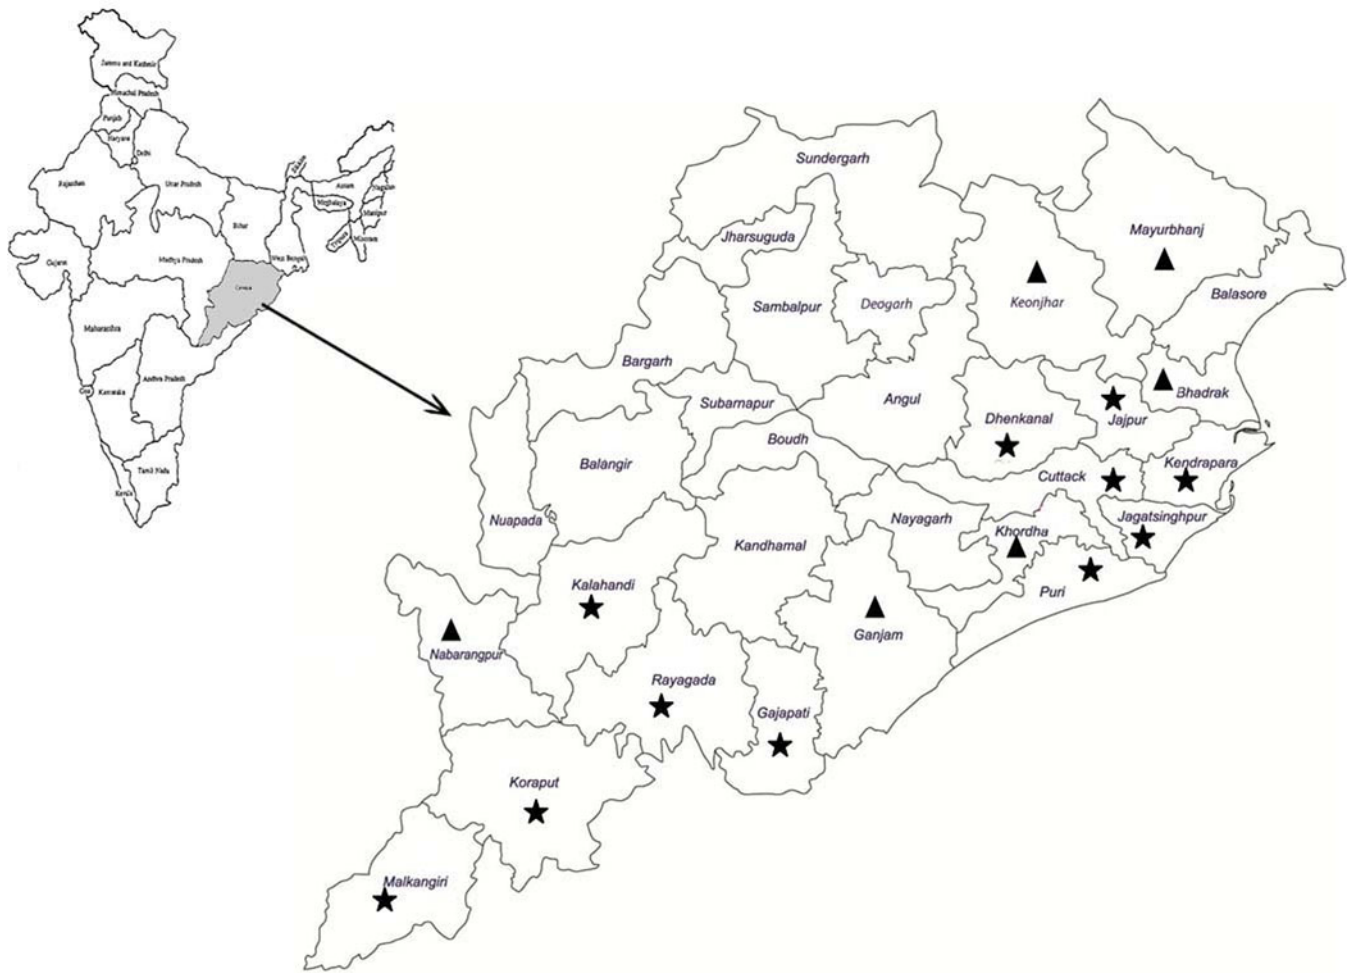 Jammu and Kashmir
Himachal Pradesh
Punjab
Haryana
Delhi
Rajasthan
Uttar Pradesh
Sikkim
Assam
Nagaland
Meghalaya
Manipur
Bihar
Tripura
Mizoram
Gujarat
Madhya Pradesh
West Bengal
Orissa
Maharashtra
Andhra Pradesh
Goa
Karnataka
Tamil Nadu
Kerala
Sundergarh
Jharsuguda
Mayurbhanj
Sambalpur
Deogarh
Keonjhar
Balasore
Bargarh
Subarnapur
Angul
Bhadrak
Dhenkanal
Jajpur
Boudh
Balangir
Cuttack
Kendrapara
Nuapada
Nayagarh
Jagatsinghpur
Khordha
Kandhamal
Kalahandi
Puri
Ganjam
Nabarangpur
Rayagada
Gajapati
Koraput
Malkangiri